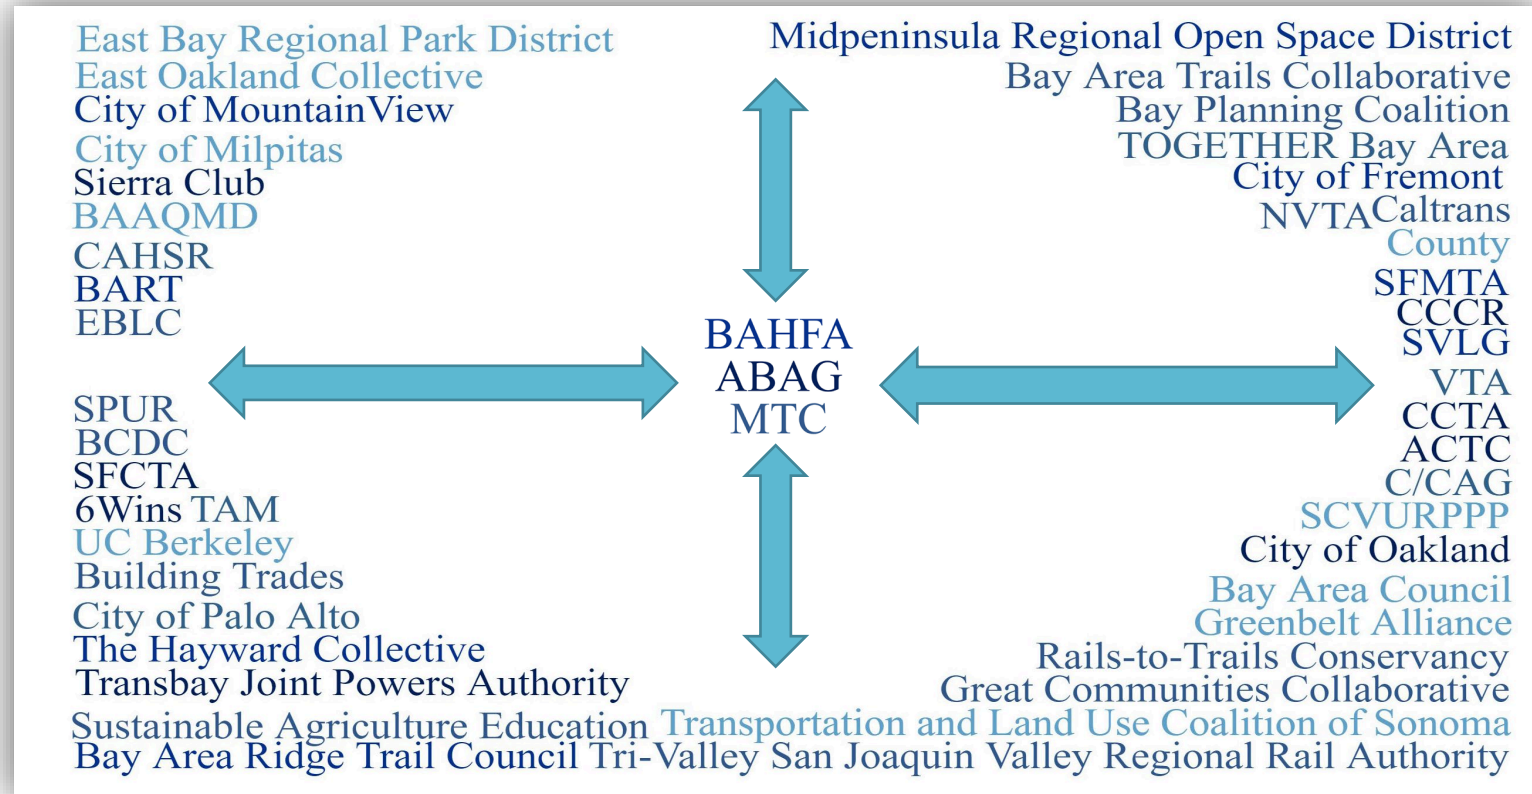 East Bay Regional Park District
East Oakland Collective
City of MountainView
City of Milpitas
Sierra Club
BAAQMD
CAHSR
BART
EBLC
SPUR
BCDC
SFCTA
6Wins TAM
UC Berkeley
Building Trades
City of Palo Alto
The Hayward Collective
Transbay Joint Powers Authority
Sustainable Agriculture Education
Bay Area Ridge Trail Council
BAHFA
ABAG
MTC
Midpeninsula Regional Open Space District
Bay Area Trails Collaborative
Bay Planning Coalition
TOGETHER Bay Area
City of Fremont
NVTA Caltrans
County
SFMTA
CCCR
SVLG
VTA
CCTA
ACTC
C/CAG
SCVURPPP
City of Oakland
Bay Area Council
Greenbelt Alliance
Rails-to-Trails Conservancy
Great Communities Collaborative
Transportation and Land Use Coalition of Sonoma
Tri-Valley San Joaquin Valley Regional Rail Authority